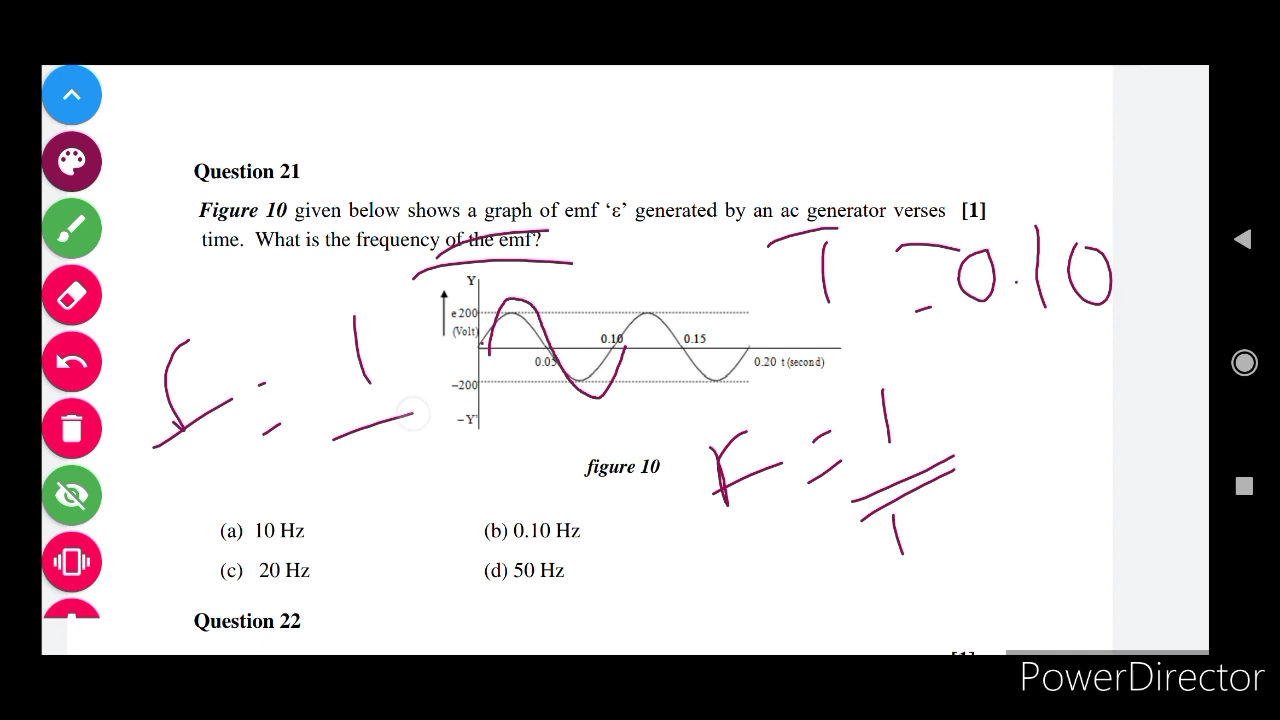 Question 21
Figure 10 given below shows a graph of emf ‘ε’ generated by an ac generator verses [1]
time. What is the frequency of the emf?
T = 0.10
Y
e 200
(Volt)
0.10
0.15
0.05
0.20 t (second)
−200
−Y'
f = 1
figure 10
F = 1
T
(a) 10 Hz
(b) 0.10 Hz
(c) 20 Hz
(d) 50 Hz
Question 22
[1]
PowerDirector